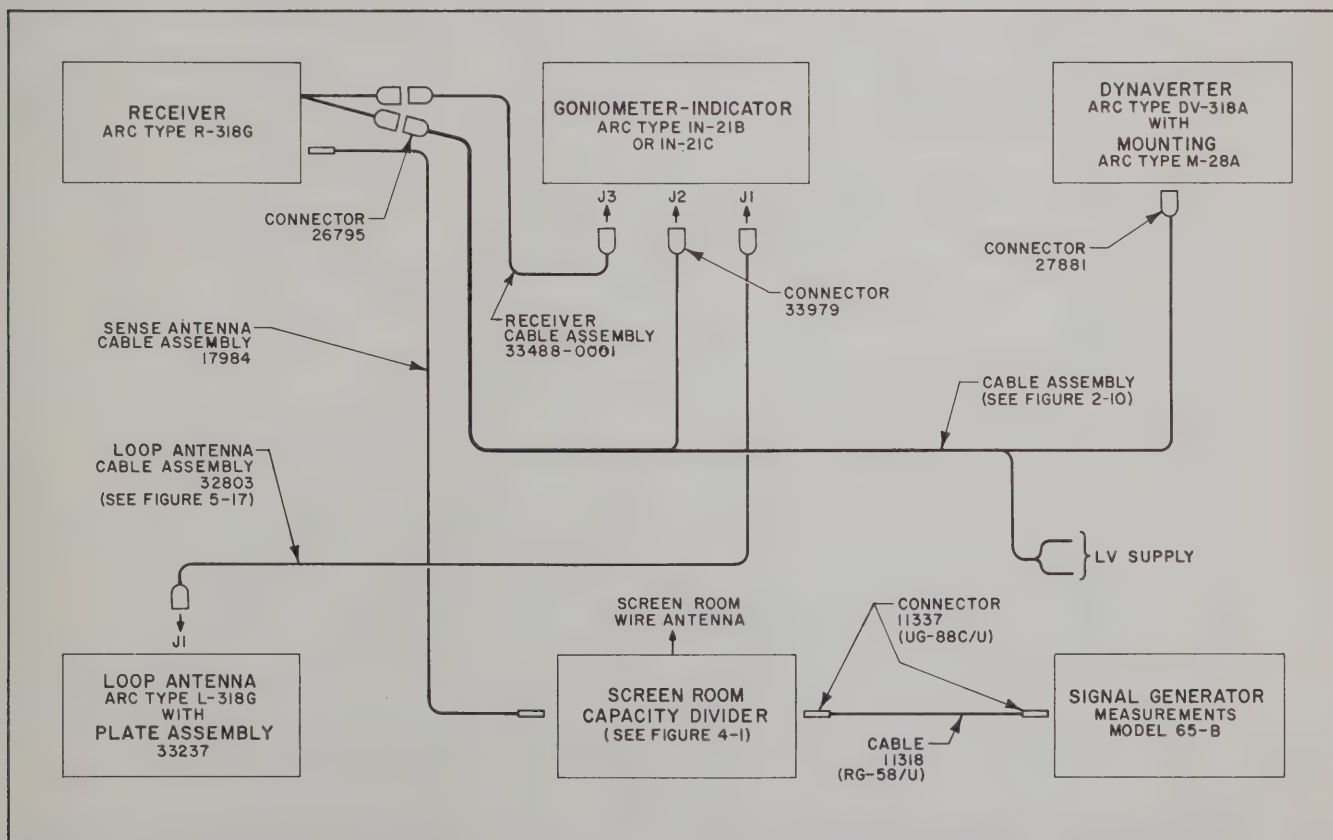 RECEIVER
ARC TYPE R-318G
GONIOMETER-INDICATOR
ARC TYPE IN-21B
OR IN-21C
DYNAVERTER
ARC TYPE DV-318A
WITH
MOUNTING
ARC TYPE M-28A
J3
J2
J1
CONNECTOR
26795
CONNECTOR
27881
CONNECTOR
33979
RECEIVER
CABLE ASSEMBLY
33488-0001
SENSE ANTENNA
CABLE ASSEMBLY
17984
CABLE ASSEMBLY
(SEE FIGURE 2-10)
LOOP ANTENNA
CABLE ASSEMBLY
32803
(SEE FIGURE 5-17)
LV SUPPLY
J1
SCREEN ROOM
WIRE ANTENNA
CONNECTOR
11337
(UG-88C/U)
LOOP ANTENNA
ARC TYPE L-318G
WITH
PLATE ASSEMBLY
33237
SCREEN ROOM
CAPACITY DIVIDER
(SEE FIGURE 4-1)
CABLE
11318
(RG-58/U)
SIGNAL GENERATOR
MEASUREMENTS
MODEL 65-B